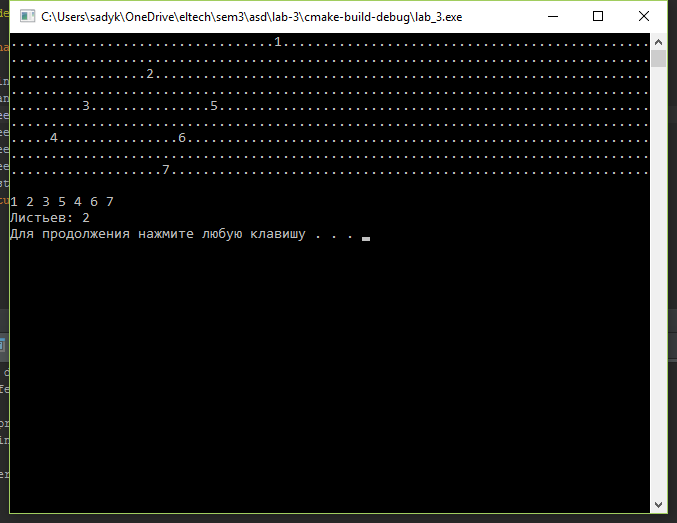 C:\Users\sadyk\OneDrive\eltech\sem3\asd\lab-3\cmake-build-debug\lab_3.exe
.................................1..............................................
................................................................................
.................2..............................................................
................................................................................
.........3...............5......................................................
................................................................................
.....4...............6..........................................................
................................................................................
...................7............................................................
1 2 3 5 4 6 7
Листьев: 2
Для продолжения нажмите любую клавишу . . .